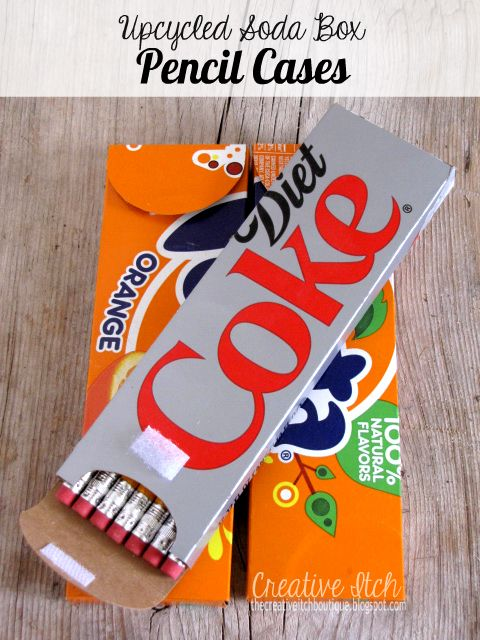 Upcycled Soda Box
Pencil Cases
Diet
Coke®
ORANGE
®
100%
NATURAL
FLAVORS
Creative Itch
thecreativeitchboutique.blogspot.com